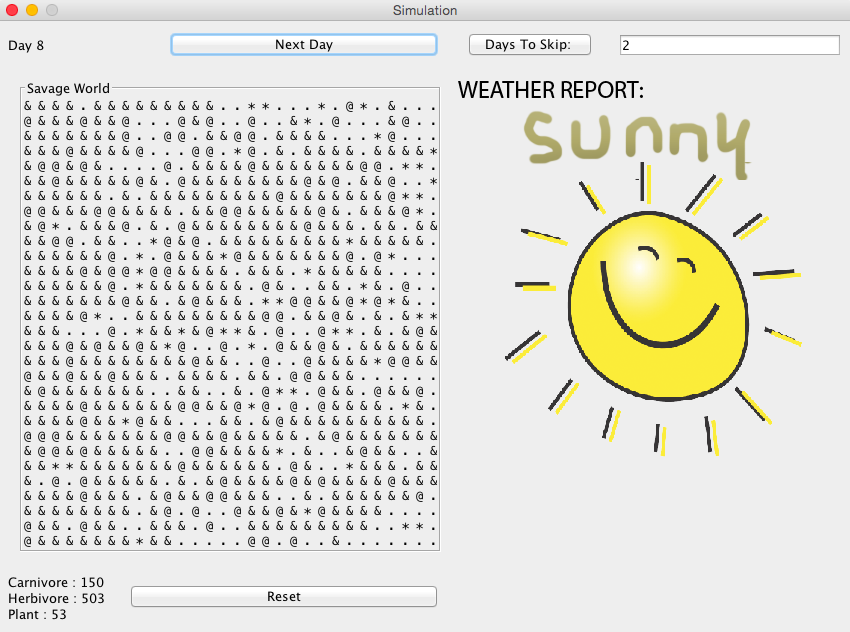 Simulation
Day 8
Next Day
Days To Skip:
2
Savage World
& & & & . & & & & & & & & & . . * * . . . * . @ * . & . . .
@ & & & @ & & @ . . . @ & @ . . @ . . & * . @ . . . & @ . .
& & & & & & & @ . . @ @ . & & @ @ . & & & & . . . * @ . . .
& & & & @ & & & @ . . . @ @ . * @ . & . & & & & . & & & & *
& @ @ & @ & . . . . @ . & & & & @ & & & & & & & @ @ . * * .
& @ & & & & & & @ & . @ & & & & & & & & @ & @ . & & @ . . *
& & & & & & . & . & & & & & & & & & @ & & & & & & & @ * * .
@ @ & & & @ @ & & & & . & & @ @ & & & & & @ & . & & & @ * .
& @ * . & & & @ . & . @ & & & & & & & & @ & & & . & & . & &
& & @ @ . & & . . * @ & @ . & & & & & & & & & * & & & & & .
& & & & & & @ . * . @ & & & * @ & & & & & & & @ . @ * . . .
& & & & @ & @ @ * @ @ & & & & . & & & . * & & & & & & . . .
& & & & & & @ . * & & & & & & & . @ & . . & & . * & . @ . .
& & & & & & & @ & & . & @ & & & . * * @ @ & & @ * @ * & . .
& & & & @ * . . & & & & & & & & & @ @ . & & @ & . & . & * *
& & & . . . @ . * & & * & @ * * & . @ . . @ * * . & . & @ &
& & @ & & @ & & @ & * @ . . @ . * . @ & & @ & . & & & & & &
& & & & & & & & & & & @ & & & . . @ . . @ & & & & * @ @ & &
@ & & @ & & @ & & & . & & & & . & & . @ @ & & & . . . . . .
& @ & & & & & & & . . & & . . & . @ * * . @ & & . @ & & @ .
& & & & @ & & & & & & @ @ & & @ * @ . @ . @ & & & & . * & .
& & & & @ & & * @ & & . . . & & . & @ & & & & & & & & & & .
@ @ @ & & & & & & @ @ & & @ & & & & & & . & @ & & & & & & &
& @ @ & @ & & & & . . @ @ & & & & & * . & . . & @ & & . . &
& & * * & & & & & & @ & & & & & & . @ & . . * & & & . & &
& . @ . @ & & & & . & . & & & & @ & & @ & @ & & & @ & & & &
& & & & @ & & & . & @ & & @ @ @ & & . . & . & & & & & & @ .
& & & & & & & & . & @ . @ . . @ & & @ & * @ & & & & . . . .
@ & & . @ & & . . & & & . @ . . & & & & & & & & & . . * * .
@ & & & & & & & * & & . . . . . @ @ . @ . . & . . . . . . .
WEATHER REPORT:
sunny
Carnivore : 150
Herbivore : 503
Plant : 53
Reset